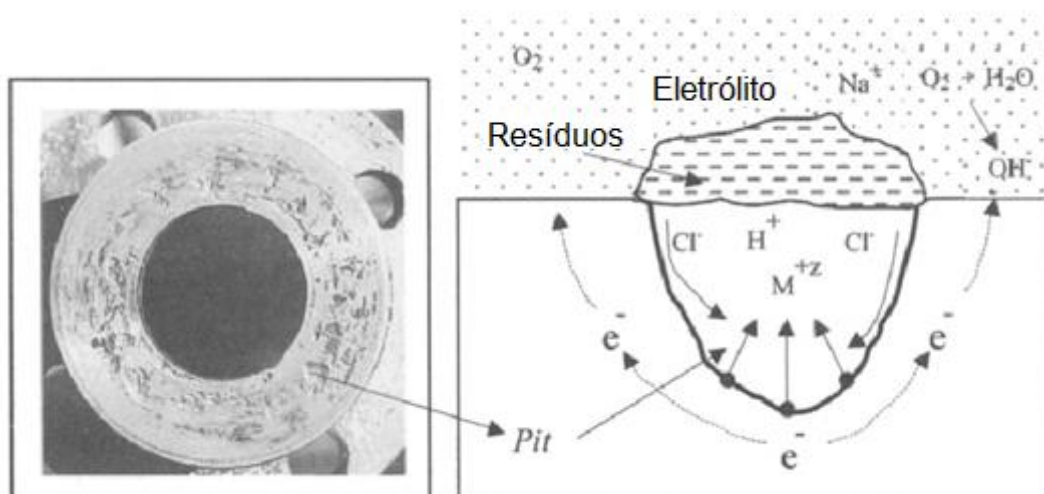 O₂
Eletrólito
Na⁺
O₂ + H₂O
Resíduos
OH⁻
Cl⁻
H⁺
Cl⁻
M⁺ᶻ
e⁻
e⁻
Pit
e⁻